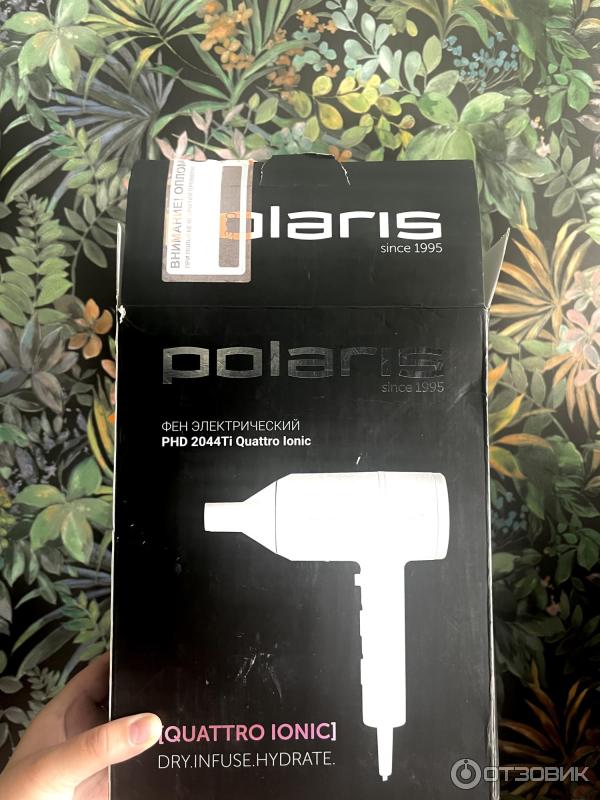 ВНИМАНИЕ! ОПЛОМ
polaris
since 1995
polaris
since 1995
ФЕН ЭЛЕКТРИЧЕСКИЙ
PHD 2044Ti Quattro Ionic
[QUATTRO IONIC]
DRY.INFUSE.HYDRATE.
ОТЗОВИК